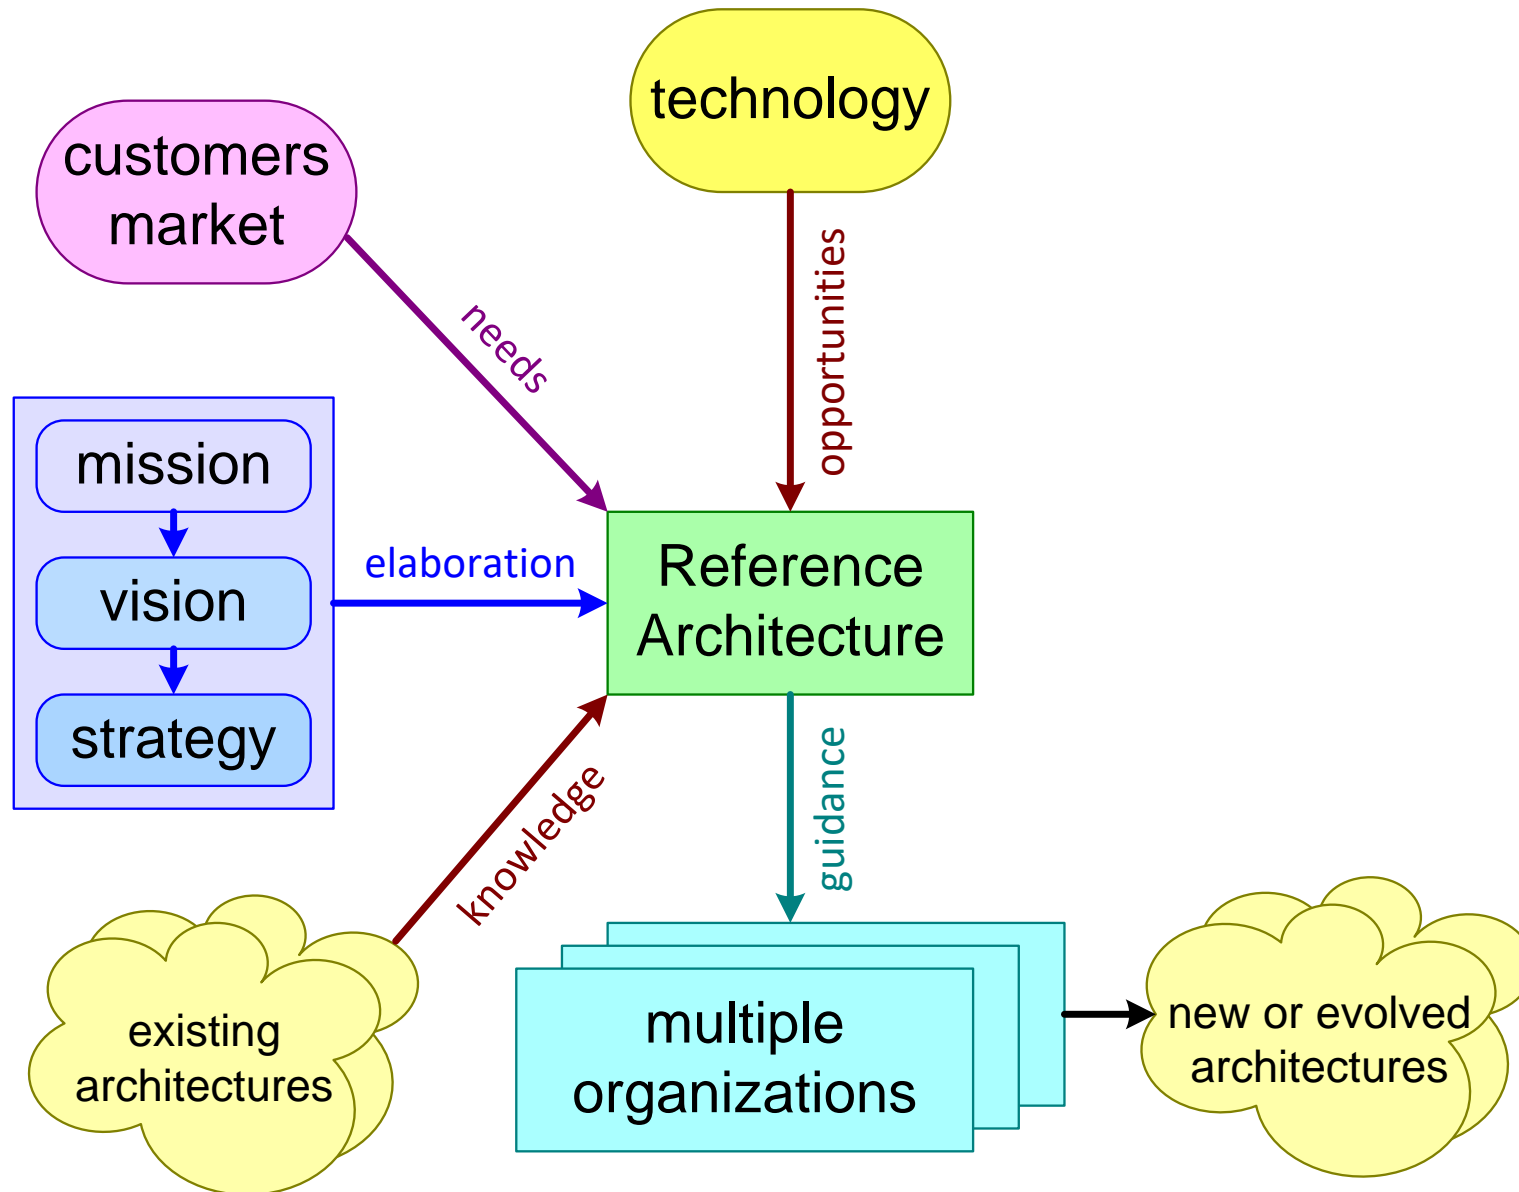 technology
customers
market
opportunities
needs
mission
vision
strategy
elaboration
Reference
Architecture
knowledge
guidance
existing
architectures
multiple
organizations
new or evolved
architectures